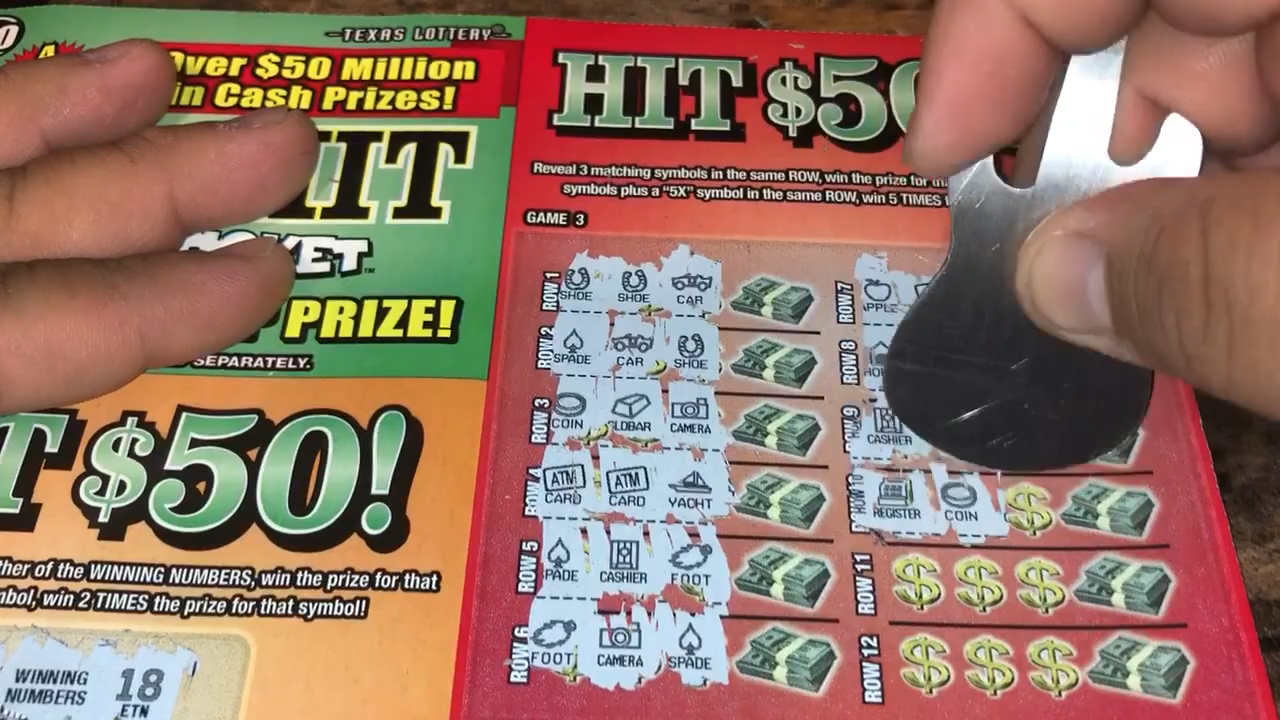 TEXAS LOTTERY®
Over $50 Million
in Cash Prizes!
HIT
PRIZE!
SEPARATELY.
$50!
ther of the WINNING NUMBERS, win the prize for that
mbol, win 2 TIMES the prize for that symbol!
WINNING
NUMBERS
18
ETN
HIT $50
Reveal 3 matching symbols in the same ROW, win the prize for
symbols plus a "5X" symbol in the same ROW, win 5 TIMES
GAME 3
ROW 1 SHOE SHOE CAR
ROW 2 SPADE CAR SHOE
ROW 3 COIN GLDBAR CAMERA
ROW 4 ATM CARD ATM CARD YACHT
ROW 5 SPADE CASHIER FOOT
ROW 6 FOOT CAMERA SPADE
ROW 7 APPLE
ROW 8
ROW 9 CASHIER
ROW 10 REGISTER COIN $
ROW 11 $ $ $
ROW 12 $ $ $